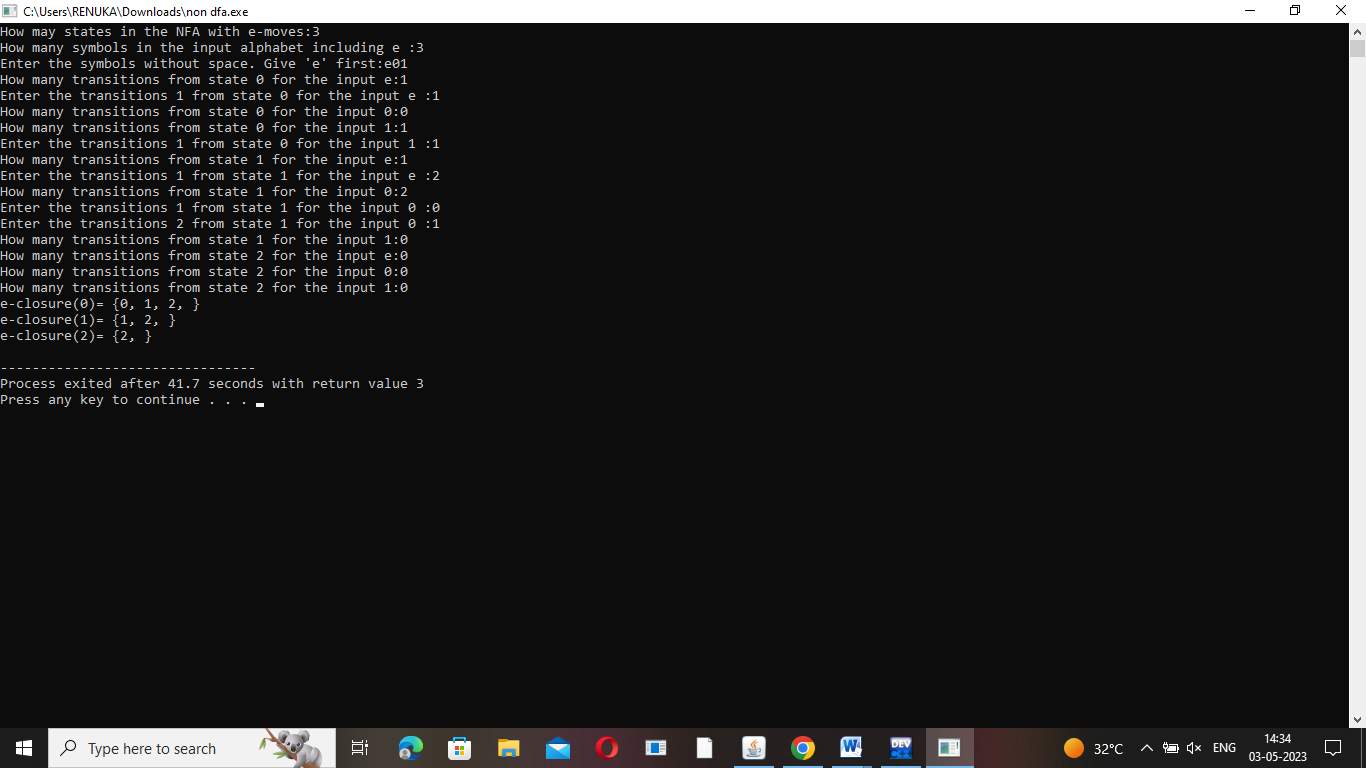 C:\Users\RENUKA\Downloads\non dfa.exe
How may states in the NFA with e-moves:3
How many symbols in the input alphabet including e :3
Enter the symbols without space. Give 'e' first:e01
How many transitions from state 0 for the input e:1
Enter the transitions 1 from state 0 for the input e :1
How many transitions from state 0 for the input 0:0
How many transitions from state 0 for the input 1:1
Enter the transitions 1 from state 0 for the input 1 :1
How many transitions from state 1 for the input e:1
Enter the transitions 1 from state 1 for the input e :2
How many transitions from state 1 for the input 0:2
Enter the transitions 1 from state 1 for the input 0 :0
Enter the transitions 2 from state 1 for the input 0 :1
How many transitions from state 1 for the input 1:0
How many transitions from state 2 for the input e:0
How many transitions from state 2 for the input 0:0
How many transitions from state 2 for the input 1:0
e-closure(0)= {0, 1, 2, }
e-closure(1)= {1, 2, }
e-closure(2)= {2, }
--------------------------------
Process exited after 41.7 seconds with return value 3
Press any key to continue . . .
Type here to search
W
DEV
32°C
ENG
14:34
03-05-2023